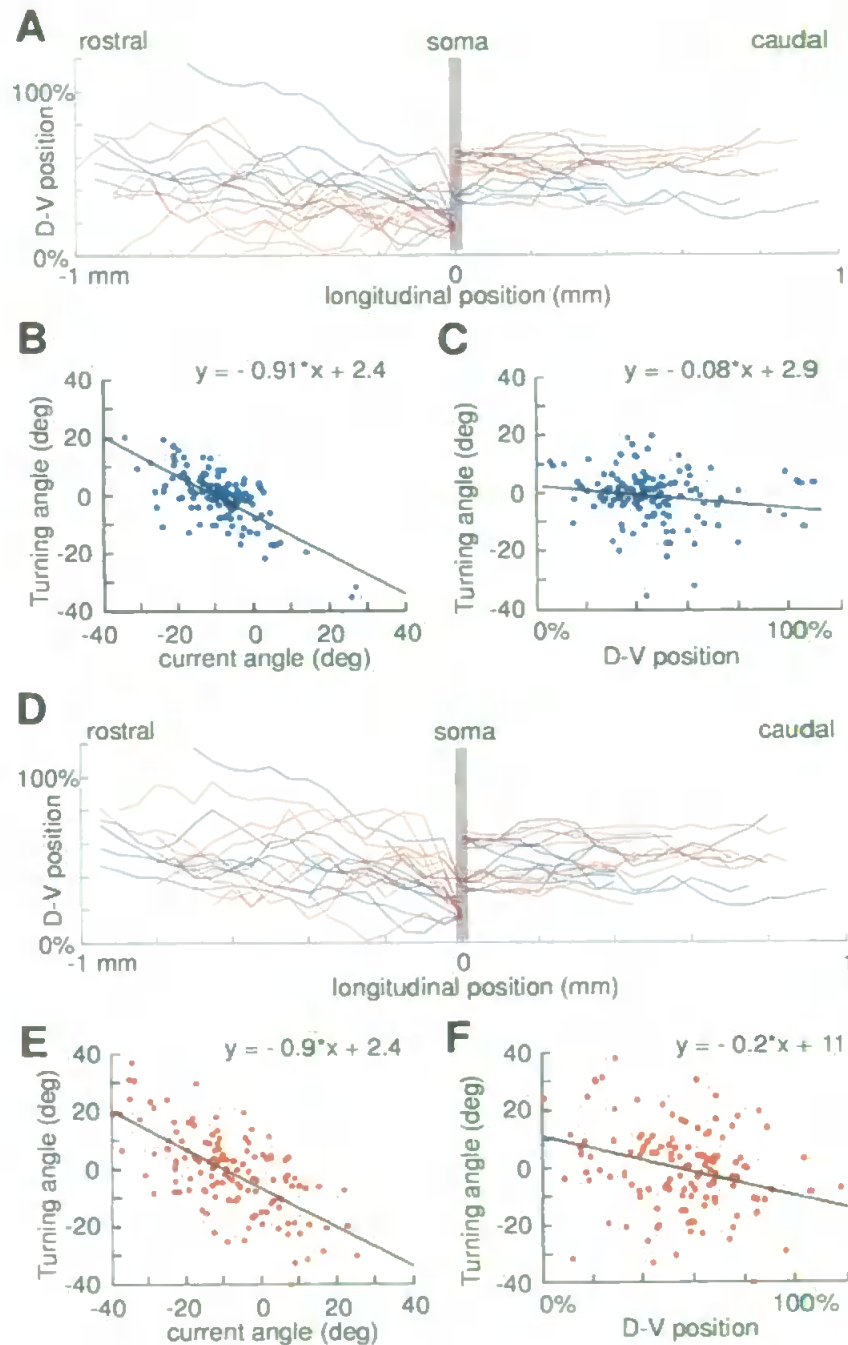 A
rostral soma caudal
100%
D-V position
0%
-1 mm 0 1
longitudinal position (mm)
B
y = - 0.91*x + 2.4
40
20
0
-20
-40
Turning angle (deg)
-40 -20 0 20 40
current angle (deg)
C
y = - 0.08*x + 2.9
40
20
0
-20
-40
Turning angle (deg)
0% 100%
D-V position
D
rostral soma caudal
100%
D-V position
0%
-1 mm 0 1
longitudinal position (mm)
E
y = - 0.9*x + 2.4
40
20
0
-20
-40
Turning angle (deg)
-40 -20 0 20 40
current angle (deg)
F
y = - 0.2*x + 11
40
20
0
-20
-40
Turning angle (deg)
0% 100%
D-V position